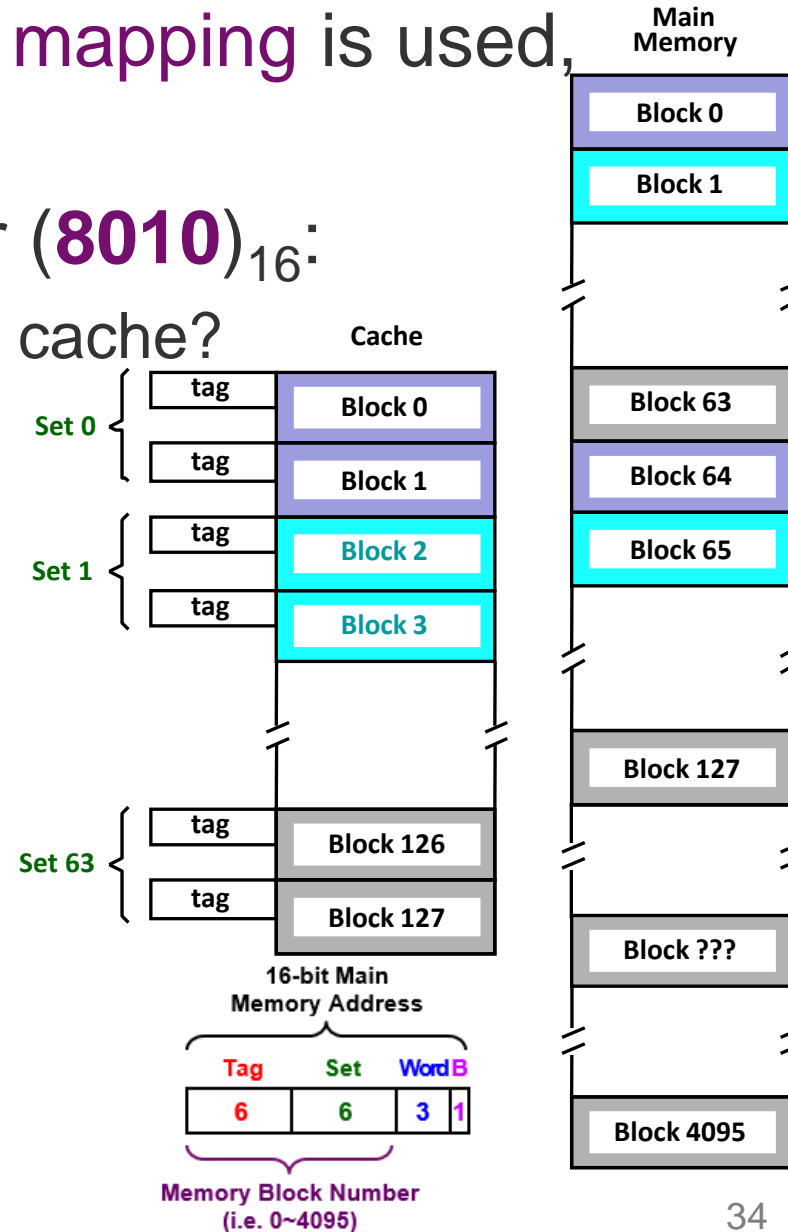 mapping is used,
r (8010)16:
cache?
Cache
Set 0
tag
Block 0
tag
Block 1
Set 1
tag
Block 2
tag
Block 3
Set 63
tag
Block 126
tag
Block 127
16-bit Main
Memory Address
Tag Set Word B
6 6 3 1
Memory Block Number
(i.e. 0~4095)
Main
Memory
Block 0
Block 1
Block 63
Block 64
Block 65
Block 127
Block ???
Block 4095
34